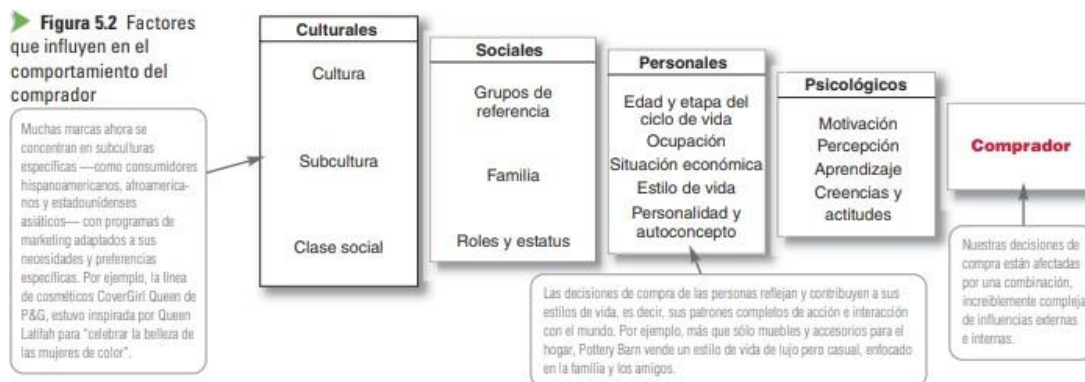 Figura 5.2 Factores
que influyen en el
comportamiento del
comprador
Muchas marcas ahora se
concentran en subculturas
específicas —como consumidores
hispanoamericanos, afroamerica-
nos y estadounidenses
asiáticos— con programas de
marketing adaptados a sus
necesidades y preferencias
específicas. Por ejemplo, la línea
de cosméticos CoverGirl Queen de
P&G, estuvo inspirada por Queen
Latifah para "celebrar la belleza de
las mujeres de color".
Culturales
Cultura
Subcultura
Clase social
Sociales
Grupos de
referencia
Familia
Roles y estatus
Personales
Edad y etapa del
ciclo de vida
Ocupación
Situación económica
Estilo de vida
Personalidad y
autoconcepto
Psicológicos
Motivación
Percepción
Aprendizaje
Creencias y
actitudes
Comprador
Las decisiones de compra de las personas reflejan y contribuyen a sus
estilos de vida, es decir, sus patrones completos de acción e interacción
con el mundo. Por ejemplo, más que sólo muebles y accesorios para el
hogar, Pottery Barn vende un estilo de vida de lujo pero casual, enfocado
en la familia y los amigos.
Nuestras decisiones de
compra están afectadas
por una combinación,
increíblemente compleja
de influencias externas
e internas.